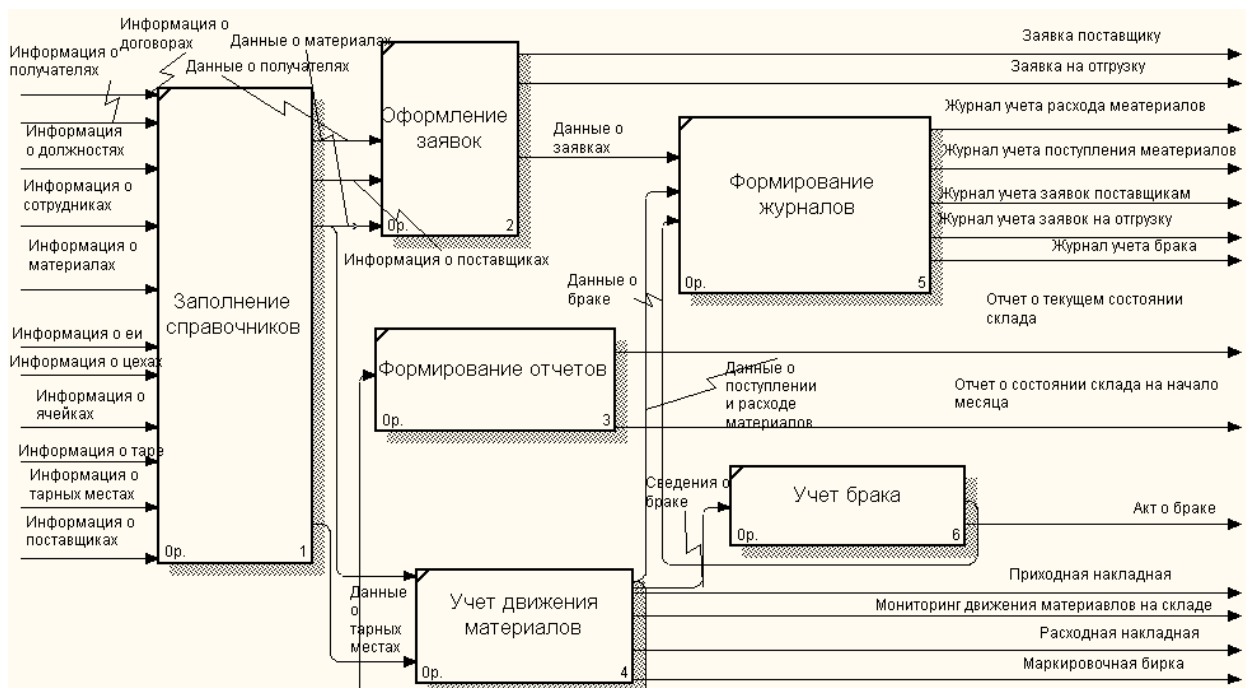 Информация о
договорах
Информация о
получателях
Данные о материалах
Данные о получателях
Информация
о должностях
Информация о
сотрудниках
Информация о
материалах
Информация о еи
Информация о цехах
Информация о
ячейках
Информация о таре
Информация о
тарных местах
Информация о
поставщиках
Заполнение
справочников
0р.
1
Оформление
заявок
0р.
2
Информация о поставщиках
Данные о
заявках
Заявка поставщику
Заявка на отгрузку
Формирование
журналов
0р.
5
Журнал учета расхода меатериалов
Журнал учета поступления меатериалов
Журнал учета заявок поставщикам
Журнал учета заявок на отгрузку
Журнал учета брака
Данные о
браке
Формирование отчетов
0р.
3
Отчет о текущем состоянии
склада
Данные о
поступлении
и расходе
материалов
Отчет о состоянии склада на начало
месяца
Сведения о
браке
Учет брака
0р.
6
Акт о браке
Данные
о
тарных
местах
Учет движения
материалов
0р.
4
Приходная накладная
Мониторинг движения материавлов на складе
Расходная накладная
Маркировочная бирка